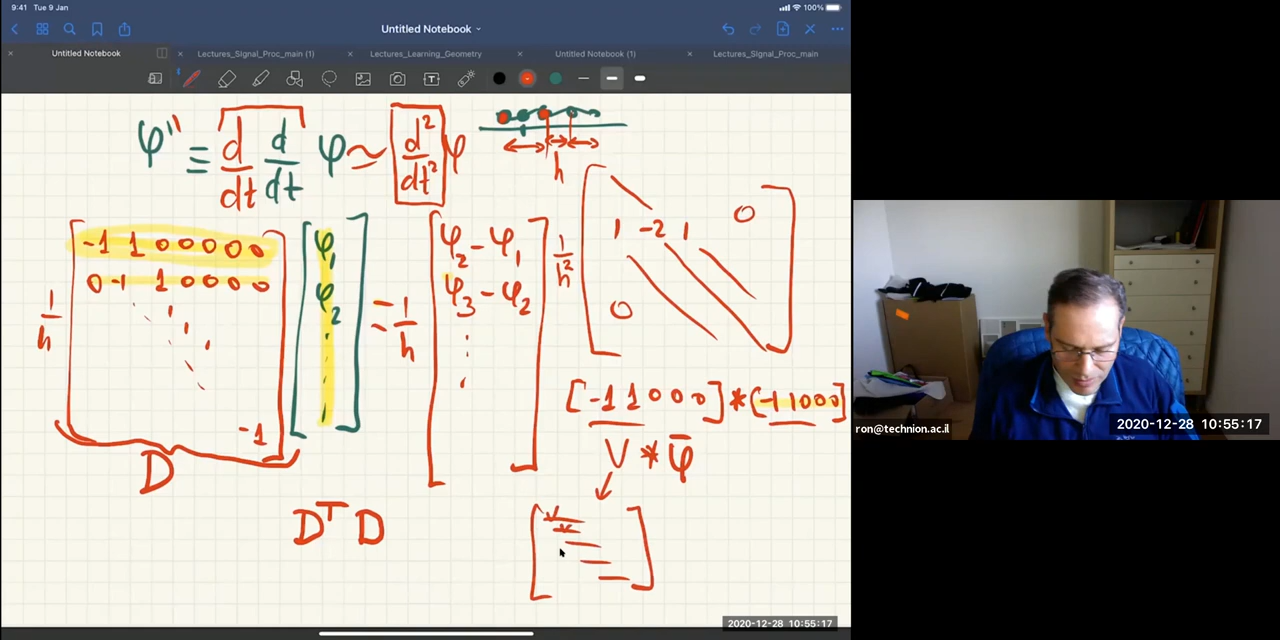 9:41 Tue 9 Jan
100%
Untitled Notebook
Untitled Notebook
Lectures_Signal_Proc_main (1)
Lectures_Learning_Geometry
Untitled Notebook (1)
Lectures_Signal_Proc_main
φ'' ≡ d/dt d/dt φ ≃ d²/dt² φ
h
1/h [-1 1 0 0 0 0 0
0 -1 1 0 0 0 0
-1]
D
[φ₁
φ₂
⋮]
= 1/h [φ₂ - φ₁
φ₃ - φ₂
⋮]
1/h² [1 -2 1
0
0]
[-1 1 0 0 0] * [-1 1 0 0 0]
V * φ̄
V
V
Dᵀ D
ron@technion.ac.il
2020-12-28 10:55:17
2020-12-28 10:55:17